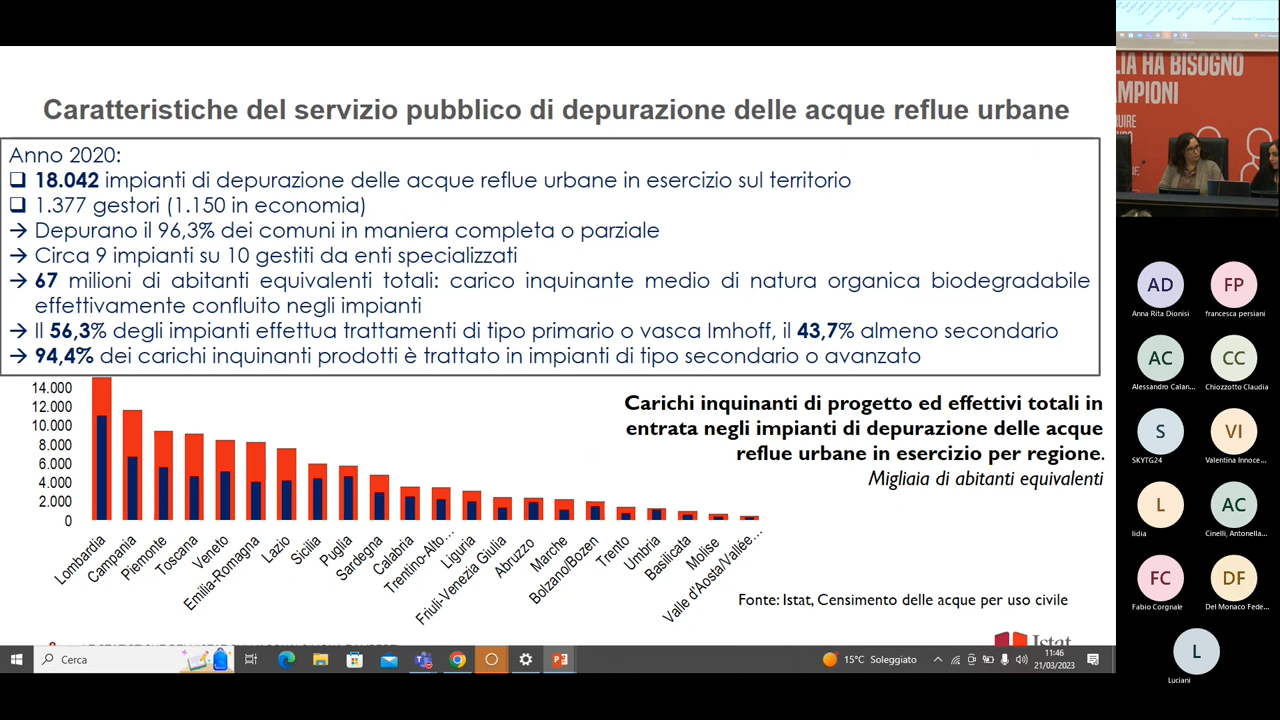 Caratteristiche del servizio pubblico di depurazione delle acque reflue urbane
Anno 2020:
18.042 impianti di depurazione delle acque reflue urbane in esercizio sul territorio
1.377 gestori (1.150 in economia)
→ Depurano il 96,3% dei comuni in maniera completa o parziale
→ Circa 9 impianti su 10 gestiti da enti specializzati
→ 67 milioni di abitanti equivalenti totali: carico inquinante medio di natura organica biodegradabile
effettivamente confluito negli impianti
→ Il 56,3% degli impianti effettua trattamenti di tipo primario o vasca Imhoff, il 43,7% almeno secondario
→ 94,4% dei carichi inquinanti prodotti è trattato in impianti di tipo secondario o avanzato
14.000
12.000
10.000
8.000
6.000
4.000
2.000
0
Lombardia
Campania
Piemonte
Toscana
Veneto
Emilia-Romagna
Lazio
Sicilia
Puglia
Sardegna
Calabria
Trentino-Alto...
Liguria
Friuli-Venezia Giulia
Abruzzo
Marche
Bolzano/Bozen
Trento
Umbria
Basilicata
Molise
Valle d'Aosta/Vallée...
Carichi inquinanti di progetto ed effettivi totali in
entrata negli impianti di depurazione delle acque
reflue urbane in esercizio per regione.
Migliaia di abitanti equivalenti
Fonte: Istat, Censimento delle acque per uso civile
Istat
Cerca
15°C Soleggiato
11:46
21/03/2023
LIA HA BISOGNO
MPIONI
AD
Anna Rita Dionisi
FP
francesca persiani
AC
Alessandro Calan...
CC
Chiozzotto Claudia
S
SKYTG24
VI
Valentina Innoce...
L
lidia
AC
Cinelli, Antonella...
FC
Fabio Corgnale
DF
Del Monaco Fede...
L
Luciani